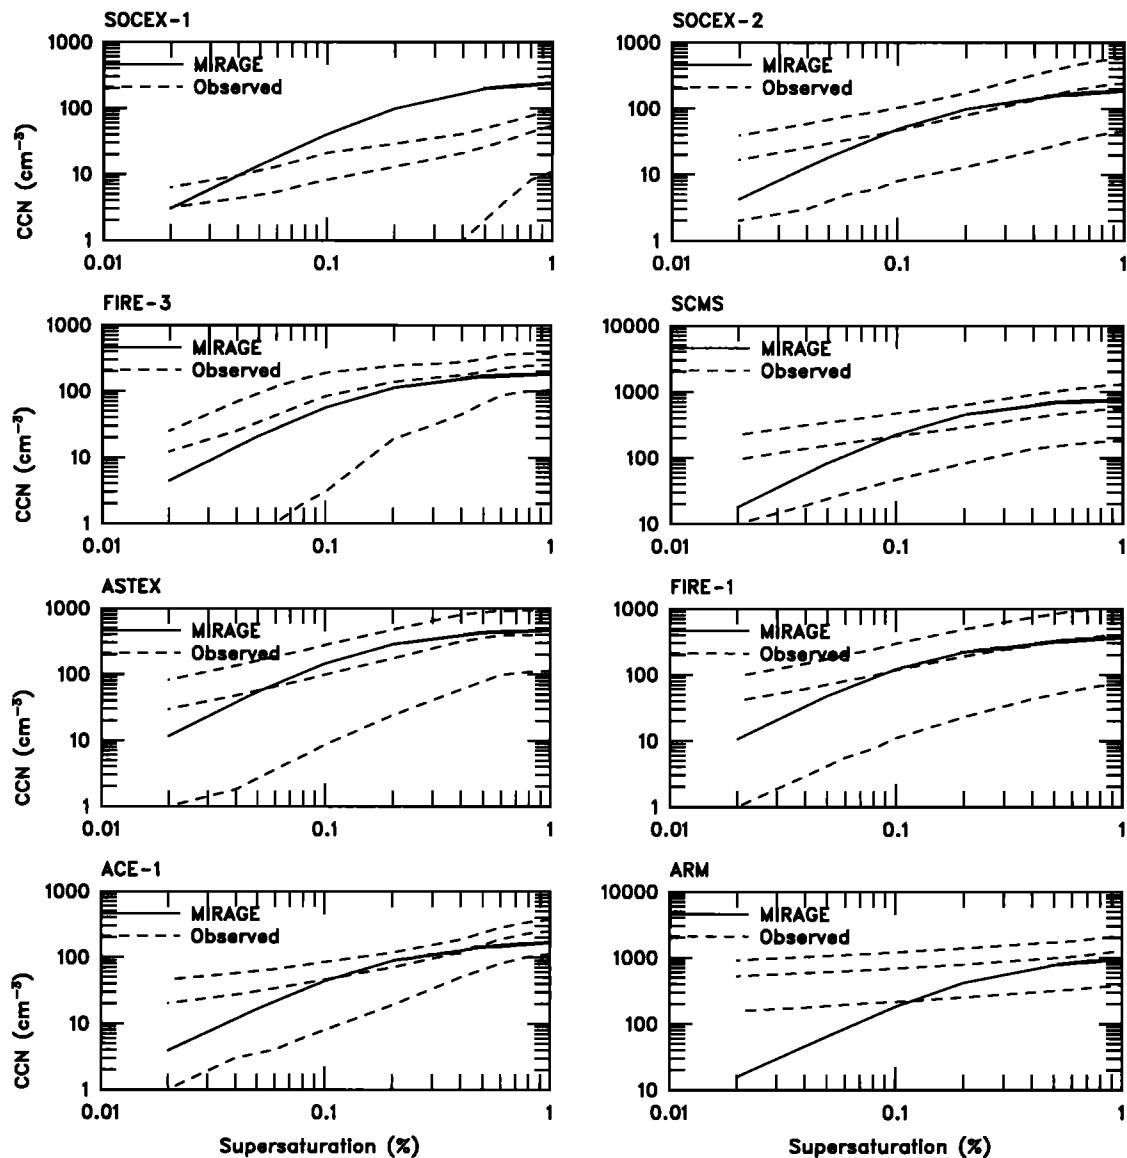 SOCEX-1
1000
100
10
1
CCN (cm⁻³)
MIRAGE
Observed
0.01 0.1 1
SOCEX-2
1000
100
10
1
MIRAGE
Observed
0.01 0.1 1
FIRE-3
1000
100
10
1
CCN (cm⁻³)
MIRAGE
Observed
0.01 0.1 1
SCMS
10000
1000
100
10
MIRAGE
Observed
0.01 0.1 1
ASTEX
1000
100
10
1
CCN (cm⁻³)
MIRAGE
Observed
0.01 0.1 1
FIRE-1
1000
100
10
1
MIRAGE
Observed
0.01 0.1 1
ACE-1
1000
100
10
1
CCN (cm⁻³)
MIRAGE
Observed
0.01 0.1 1
Supersaturation (%)
ARM
10000
1000
100
10
MIRAGE
Observed
0.01 0.1 1
Supersaturation (%)